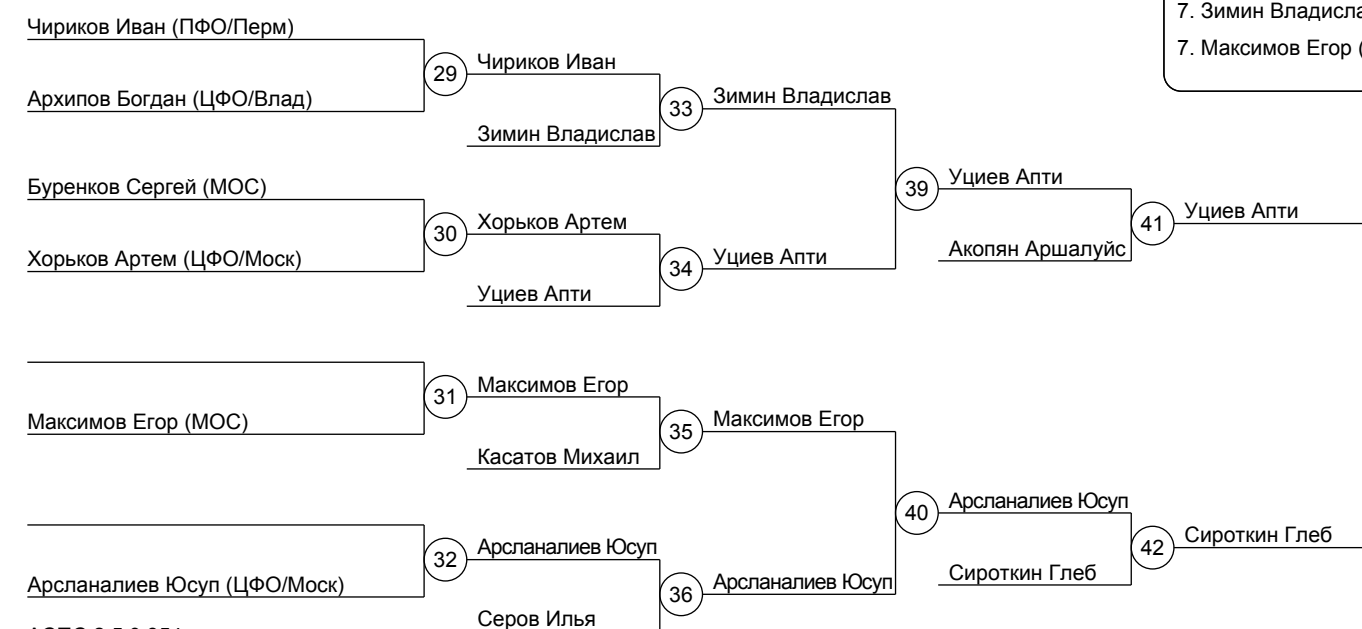 7. Зимин Владисла
7. Максимов Егор (
Чириков Иван (ПФО/Перм)
29
Чириков Иван
Архипов Богдан (ЦФО/Влад)
33
Зимин Владислав
Зимин Владислав
Буренков Сергей (МОС)
39
Уциев Апти
30
Хорьков Артем
41
Уциев Апти
Хорьков Артем (ЦФО/Моск)
34
Уциев Апти
Акопян Аршалуйс
Уциев Апти
31
Максимов Егор
Максимов Егор (МОС)
35
Максимов Егор
Касатов Михаил
40
Арсланалиев Юсуп
32
Арсланалиев Юсуп
42
Сироткин Глеб
Арсланалиев Юсуп (ЦФО/Моск)
36
Арсланалиев Юсуп
Сироткин Глеб
Серов Илья